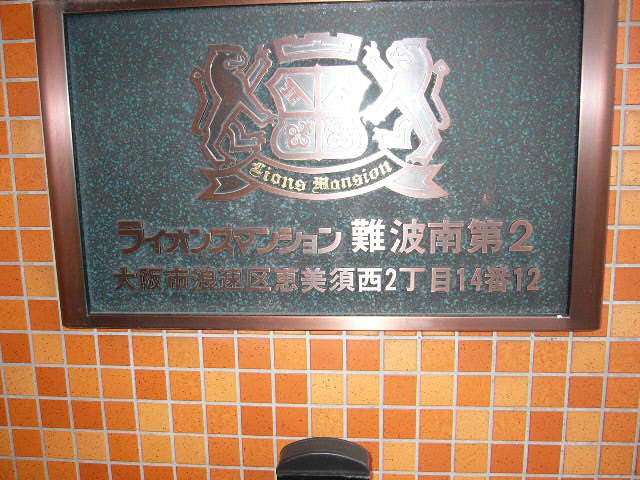 Lions Mansion
ライオンズマンション 難波南第2
大阪市浪速区恵美須西2丁目14番12